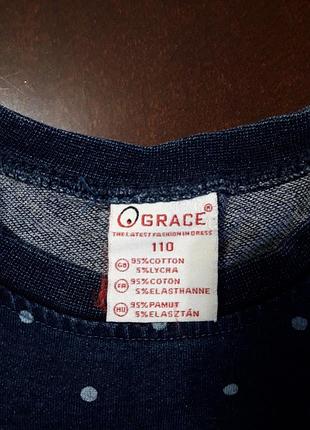 GRACE®
THE LATEST FASHION IN DRESS
110
GB 95%COTTON
5%LYCRA
FR 95%COTON
5%ELASTHANNE
HU 95%PAMUT
5%ELASZTÁN